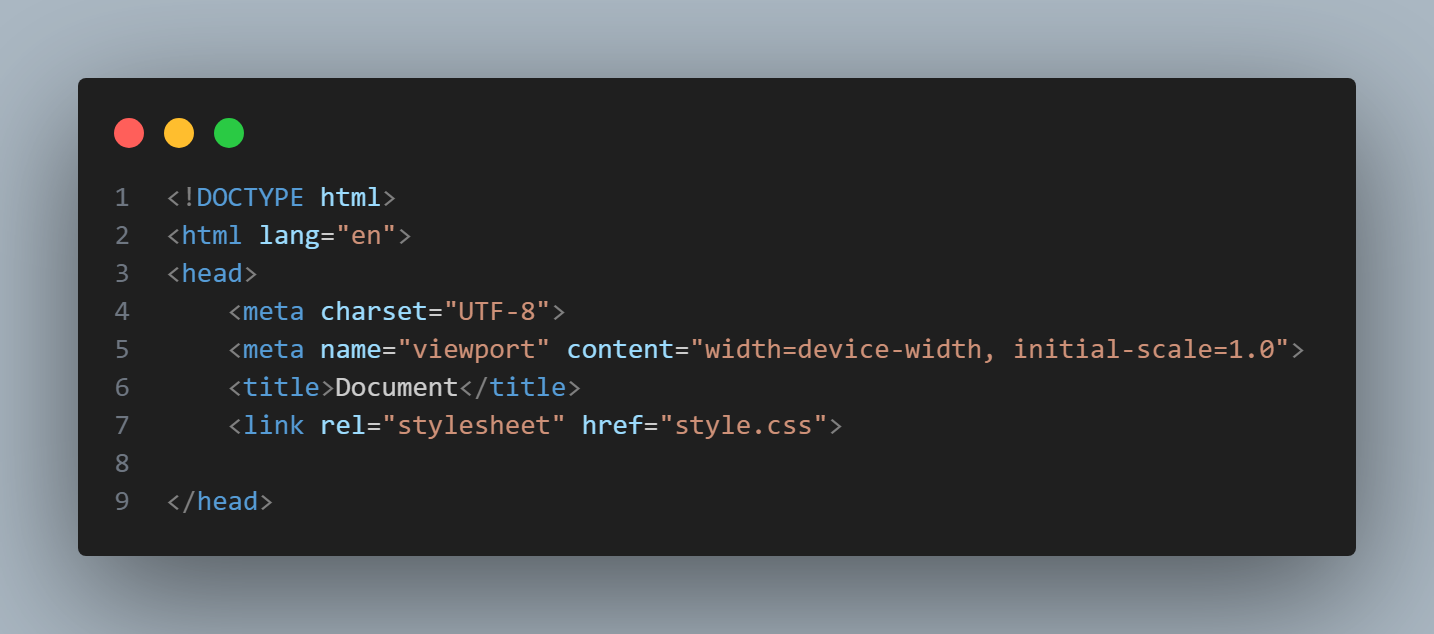 1 <!DOCTYPE html>
2 <html lang="en">
3 <head>
4     <meta charset="UTF-8">
5     <meta name="viewport" content="width=device-width, initial-scale=1.0">
6     <title>Document</title>
7     <link rel="stylesheet" href="style.css">
8
9 </head>